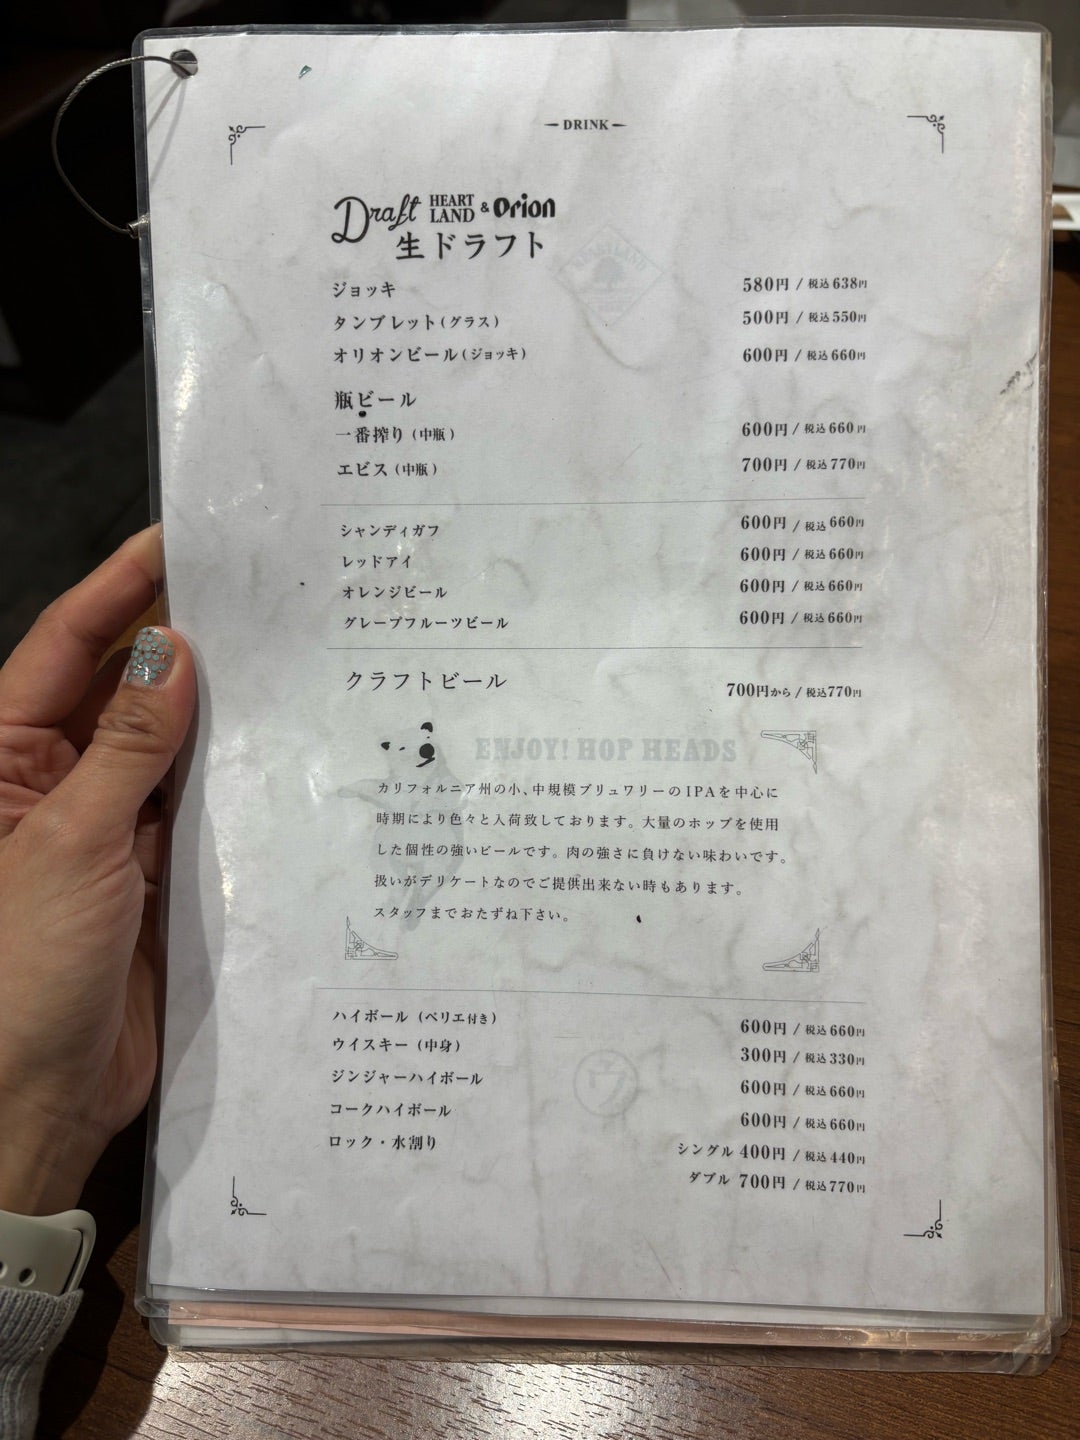 DRINK
Draft HEART LAND & Orion
生ドラフト
ジョッキ 580円 / 税込638円
タンブレット(グラス) 500円 / 税込550円
オリオンビール(ジョッキ) 600円 / 税込660円
瓶ビール
一番搾り(中瓶) 600円 / 税込660円
エビス(中瓶) 700円 / 税込770円
シャンディガフ 600円 / 税込660円
レッドアイ 600円 / 税込660円
オレンジビール 600円 / 税込660円
グレープフルーツビール 600円 / 税込660円
クラフトビール 700円から / 税込770円
ENJOY! HOP HEADS
カリフォルニア州の小、中規模ブリュワリーのIPAを中心に
時期により色々と入荷致しております。大量のホップを使用
した個性の強いビールです。肉の強さに負けない味わいです。
扱いがデリケートなのでご提供出来ない時もあります。
スタッフまでおたずね下さい。
ハイボール(ペリエ付き) 600円 / 税込660円
ウイスキー(中身) 300円 / 税込330円
ジンジャーハイボール 600円 / 税込660円
コークハイボール 600円 / 税込660円
ロック・水割り シングル 400円 / 税込440円
ダブル 700円 / 税込770円